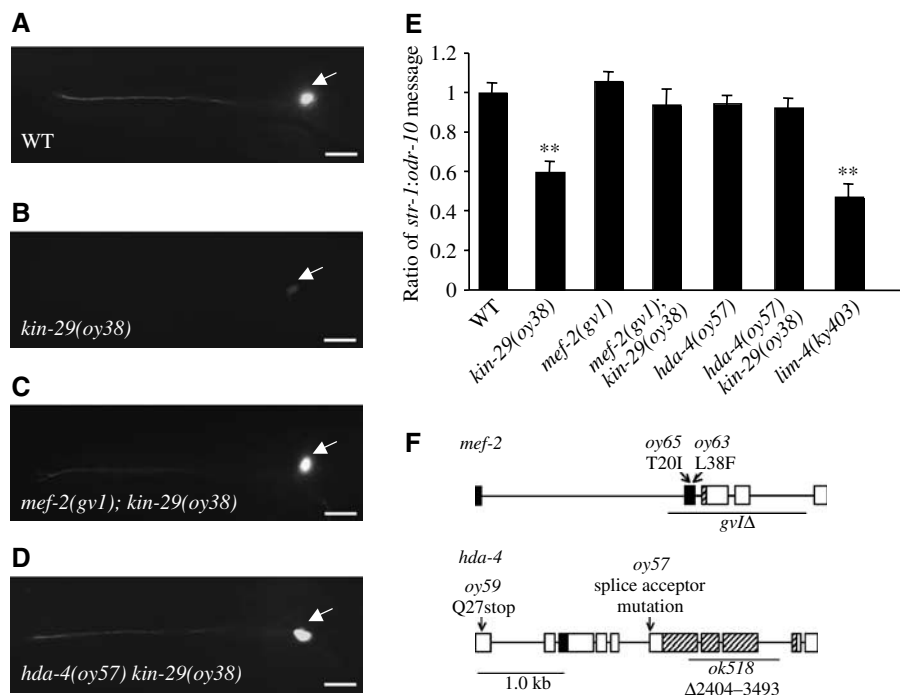 A
WT
B
kin-29(oy38)
C
mef-2(gv1); kin-29(oy38)
D
hda-4(oy57) kin-29(oy38)
E
Ratio of str-1:odr-10 message
1.2
1
0.8
0.6
0.4
0.2
0
**
**
WT
kin-29(oy38)
mef-2(gv1)
mef-2(gv1);
kin-29(oy38)
hda-4(oy57)
hda-4(oy57)
kin-29(oy38)
lim-4(ky403)
F
mef-2
oy65 oy63
T20I L38F
gvIΔ
hda-4
oy59
Q27stop
oy57
splice acceptor
mutation
1.0 kb
ok518
Δ2404–3493